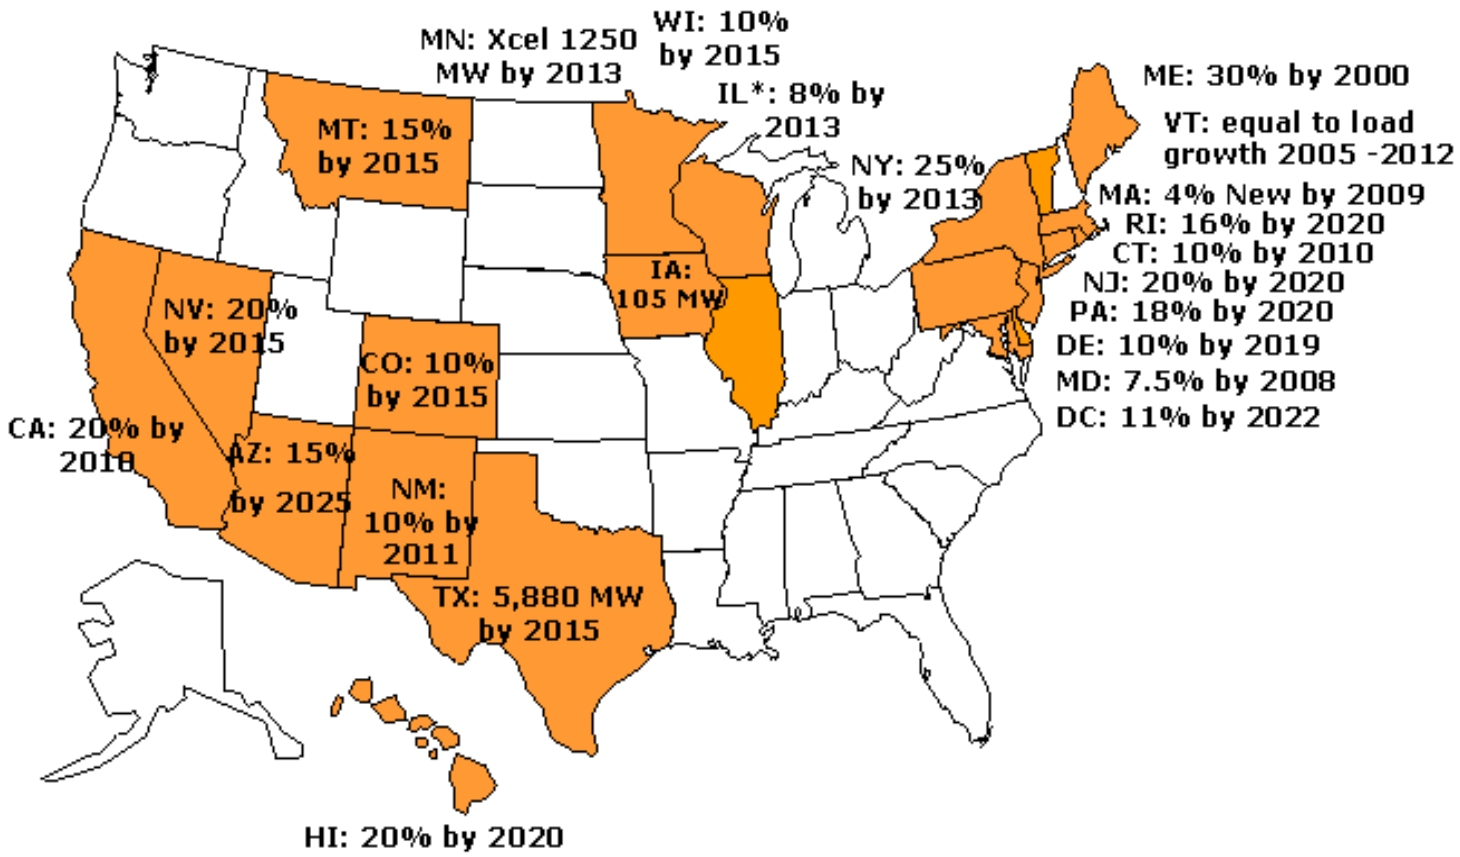 MN: Xcel 1250
MW by 2013
WI: 10%
by 2015
IL*: 8% by
2013
ME: 30% by 2000
VT: equal to load
growth 2005 -2012
MT: 15%
by 2015
NY: 25%
by 2013
MA: 4% New by 2009
RI: 16% by 2020
CT: 10% by 2010
NJ: 20% by 2020
PA: 18% by 2020
DE: 10% by 2019
MD: 7.5% by 2008
DC: 11% by 2022
IA:
105 MW
NV: 20%
by 2015
CO: 10%
by 2015
CA: 20% by
2010
AZ: 15%
by 2025
NM:
10% by
2011
TX: 5,880 MW
by 2015
HI: 20% by 2020